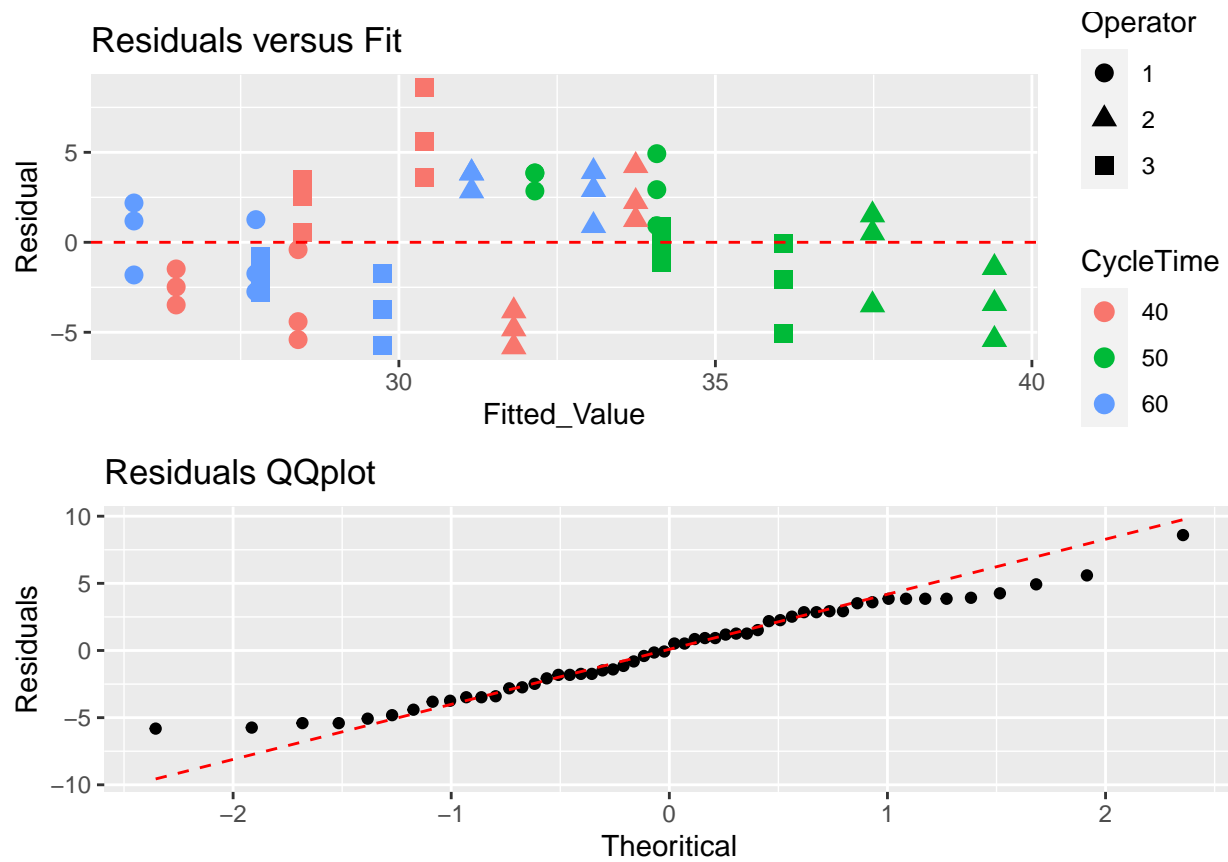 Residuals versus Fit
Residual
5
0
−5
30
35
40
Fitted_Value
Operator
1
2
3
CycleTime
40
50
60
Residuals QQplot
Residuals
10
5
0
−5
−10
−2
−1
0
1
2
Theoritical